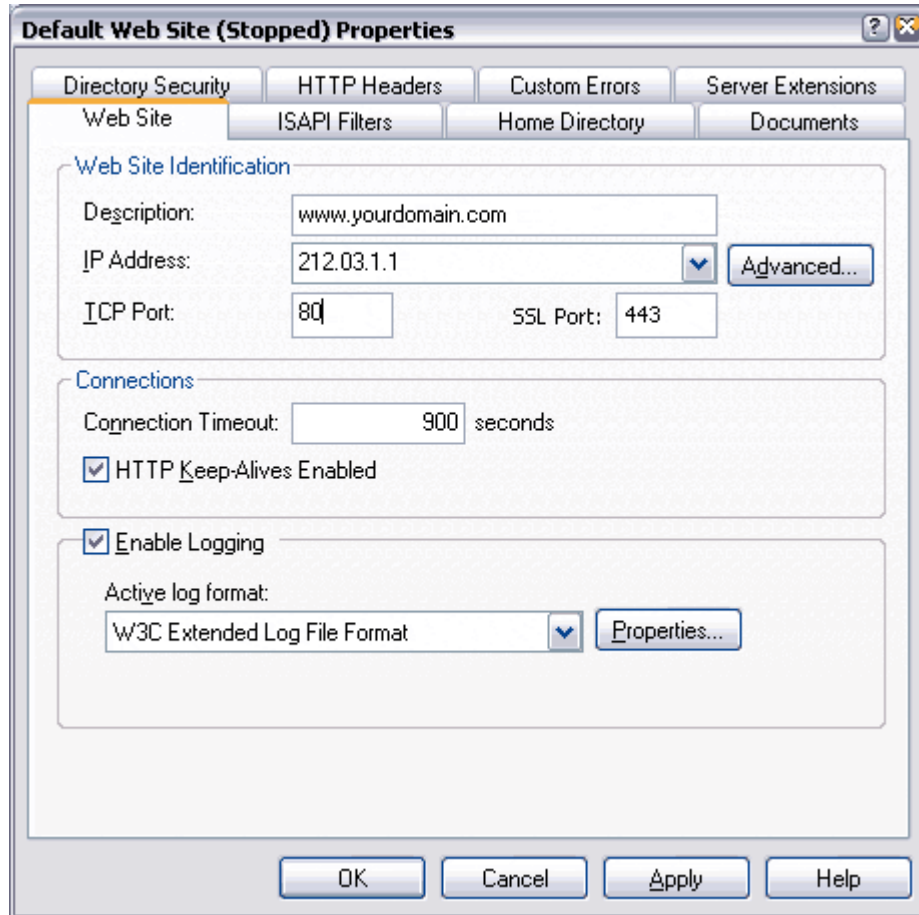 Default Web Site (Stopped) Properties
?
Directory Security HTTP Headers Custom Errors Server Extensions
Web Site ISAPI Filters Home Directory Documents
Web Site Identification
Description: www.yourdomain.com
IP Address: 212.03.1.1 Advanced...
TCP Port: 80 SSL Port: 443
Connections
Connection Timeout: 900 seconds
HTTP Keep-Alives Enabled
Enable Logging
Active log format:
W3C Extended Log File Format Properties...
OK Cancel Apply Help